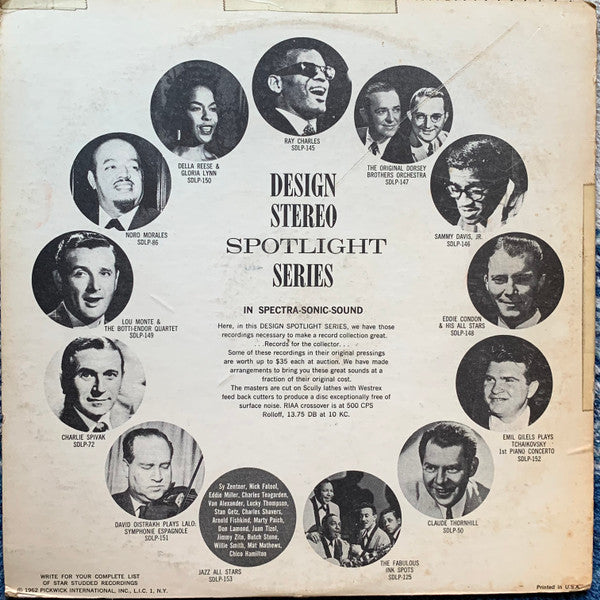 RAY CHARLES
SDLP-145
DELLA REESE &
GLORIA LYNN
SDLP-150
THE ORIGINAL DORSEY
BROTHERS ORCHESTRA
SDLP-147
NORO MORALES
SDLP-86
SAMMY DAVIS, JR.
SDLP-146
DESIGN
STEREO
SPOTLIGHT
SERIES
IN SPECTRA-SONIC-SOUND
Here, in this DESIGN SPOTLIGHT SERIES, we have those
recordings necessary to make a record collection great.
. . .Records for the collector. . .
Some of these recordings in their original pressings
are worth up to $35 each at auction. We have made
arrangements to bring you these great sounds at a
fraction of their original cost.
The masters are cut on Scully lathes with Westrex
feed back cutters to produce a disc exceptionally free of
surface noise. RIAA crossover is at 500 CPS
Rolloff, 13.75 DB at 10 KC.
LOU MONTE &
THE BOTTI-ENDOR QUARTET
SDLP-149
EDDIE CONDON
& HIS ALL STARS
SDLP-148
CHARLIE SPIVAK
SDLP-72
EMIL GILELS PLAYS
TCHAIKOVSKY
1st PIANO CONCERTO
SDLP-152
DAVID OISTRAKH PLAYS LALO:
SYMPHONIE ESPAGNOLE
SDLP-151
Sy Zentner, Nick Fatool,
Eddie Miller, Charles Teagarden,
Van Alexander, Lucky Thompson,
Stan Getz, Charles Shavers,
Arnold Fishkind, Marty Paich,
Don Lamond, Juan Tizol,
Jimmy Zito, Butch Stone,
Willie Smith, Mat Mathews,
Chico Hamilton
JAZZ ALL STARS
SDLP-153
THE FABULOUS
INK SPOTS
SDLP-125
CLAUDE THORNHILL
SDLP-50
WRITE FOR YOUR COMPLETE LIST
OF STAR STUDDED RECORDINGS
© 1962 PICKWICK INTERNATIONAL, INC., L.I.C. 1, N.Y.
Printed in U.S.A.